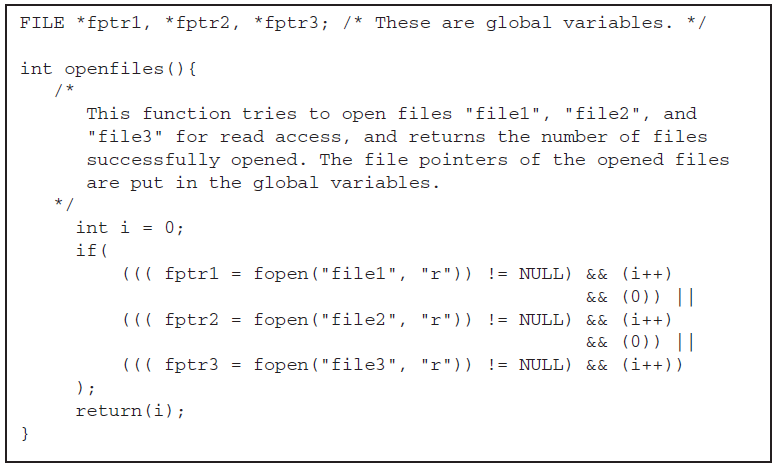 FILE *fptr1, *fptr2, *fptr3; /* These are global variables. */
int openfiles(){
/*
This function tries to open files "file1", "file2", and
"file3" for read access, and returns the number of files
successfully opened. The file pointers of the opened files
are put in the global variables.
*/
int i = 0;
if(
((( fptr1 = fopen("file1", "r")) != NULL) && (i++)
&& (0)) ||
((( fptr2 = fopen("file2", "r")) != NULL) && (i++)
&& (0)) ||
((( fptr3 = fopen("file3", "r")) != NULL) && (i++))
);
return(i);
}